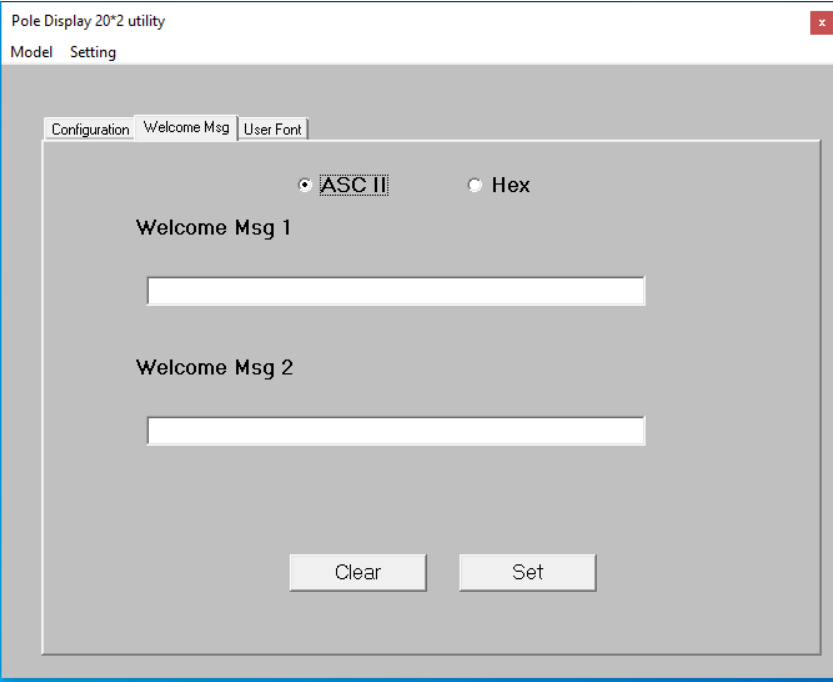 Pole Display 20*2 utility
x
Model Setting
Configuration Welcome Msg User Font
ASC II Hex
Welcome Msg 1
Welcome Msg 2
Clear Set